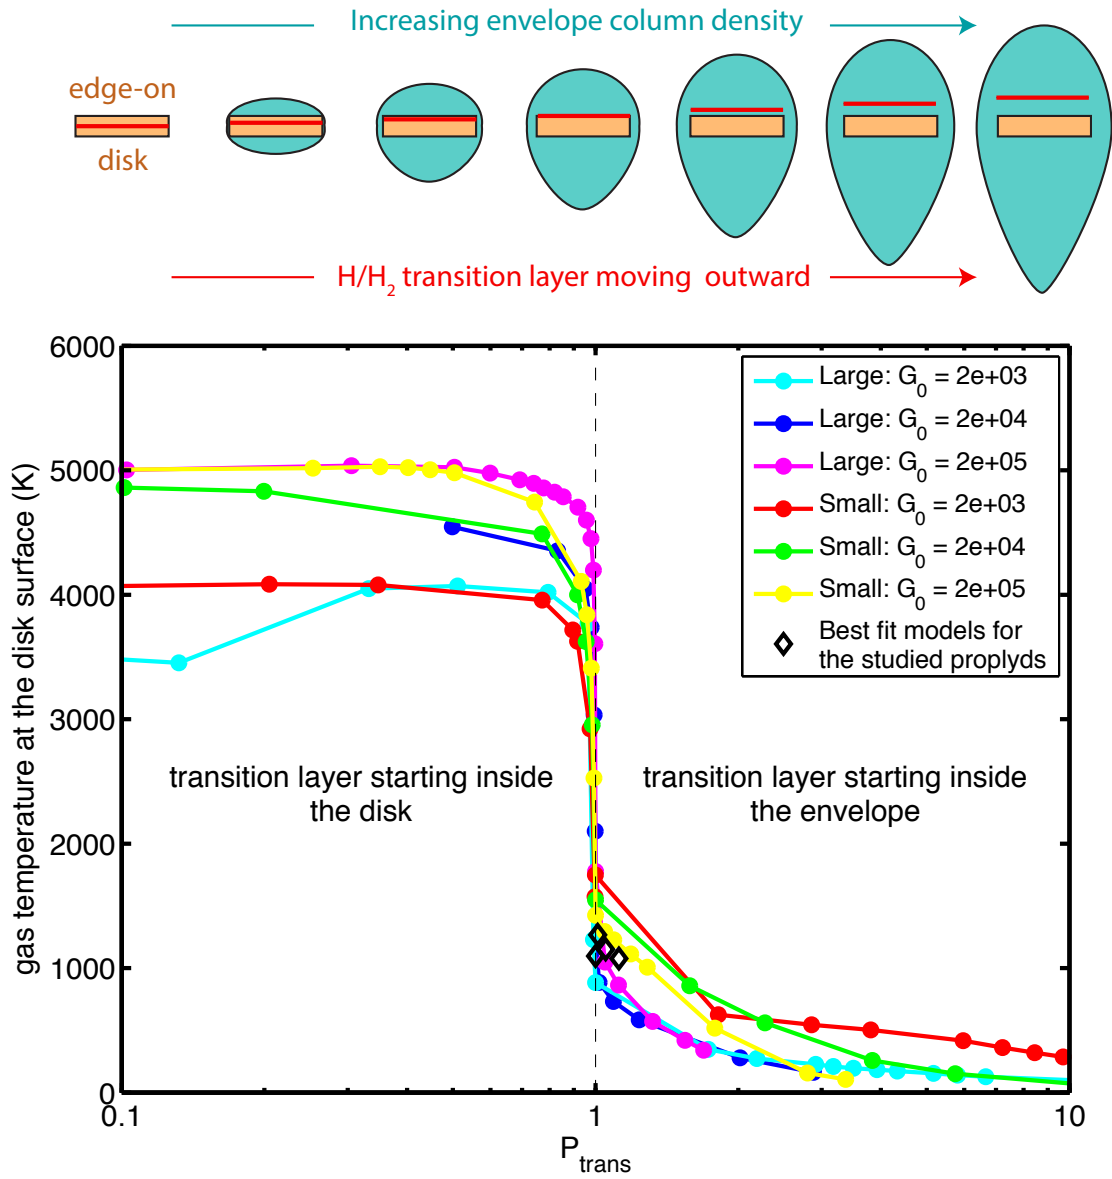 Increasing envelope column density
edge-on
disk
H/H₂ transition layer moving outward
6000
5000
4000
3000
2000
1000
0
gas temperature at the disk surface (K)
Large: G₀ = 2e+03
Large: G₀ = 2e+04
Large: G₀ = 2e+05
Small: G₀ = 2e+03
Small: G₀ = 2e+04
Small: G₀ = 2e+05
Best fit models for
the studied proplyds
transition layer starting inside
the disk
transition layer starting inside
the envelope
0.1
1
10
P_trans